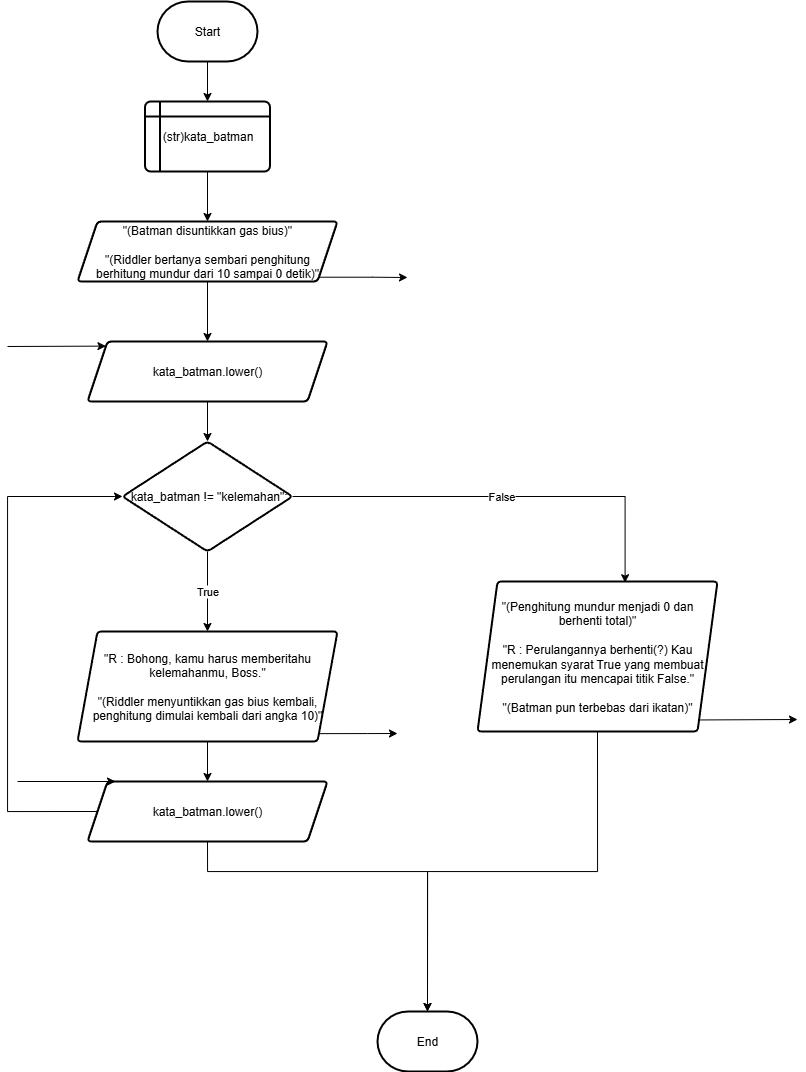 Start
(str)kata_batman
"(Batman disuntikkan gas bius)"
"(Riddler bertanya sembari penghitung
berhitung mundur dari 10 sampai 0 detik)"
kata_batman.lower()
kata_batman != "kelemahan":
False
True
"R : Bohong, kamu harus memberitahu
kelemahanmu, Boss."
"(Riddler menyuntikkan gas bius kembali,
penghitung dimulai kembali dari angka 10)"
"(Penghitung mundur menjadi 0 dan
berhenti total)"
"R : Perulangannya berhenti(?) Kau
menemukan syarat True yang membuat
perulangan itu mencapai titik False."
"(Batman pun terbebas dari ikatan)"
kata_batman.lower()
End